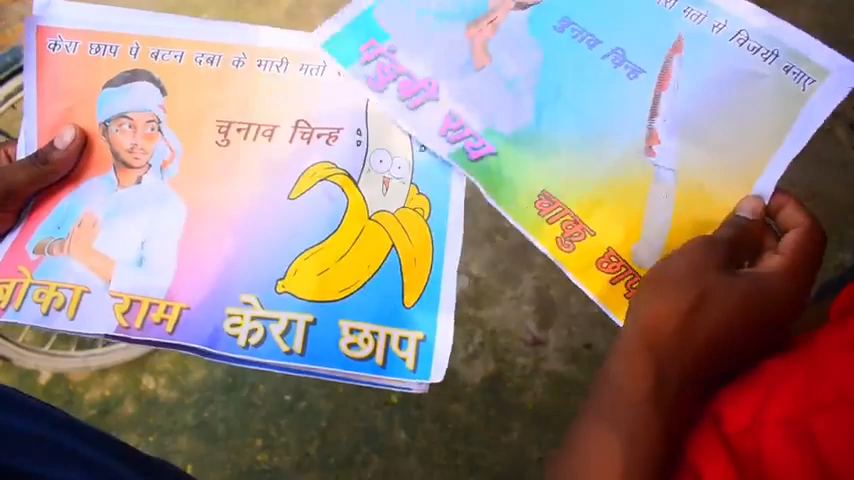 केरा छाप पे बटन दबा के भारी मतो
चुनाव चिन्ह :
राम
केरा छाप
मतो से विजयी बनाए
चुनाव चिन्ह
पंडुबी राय
चाकु छाप